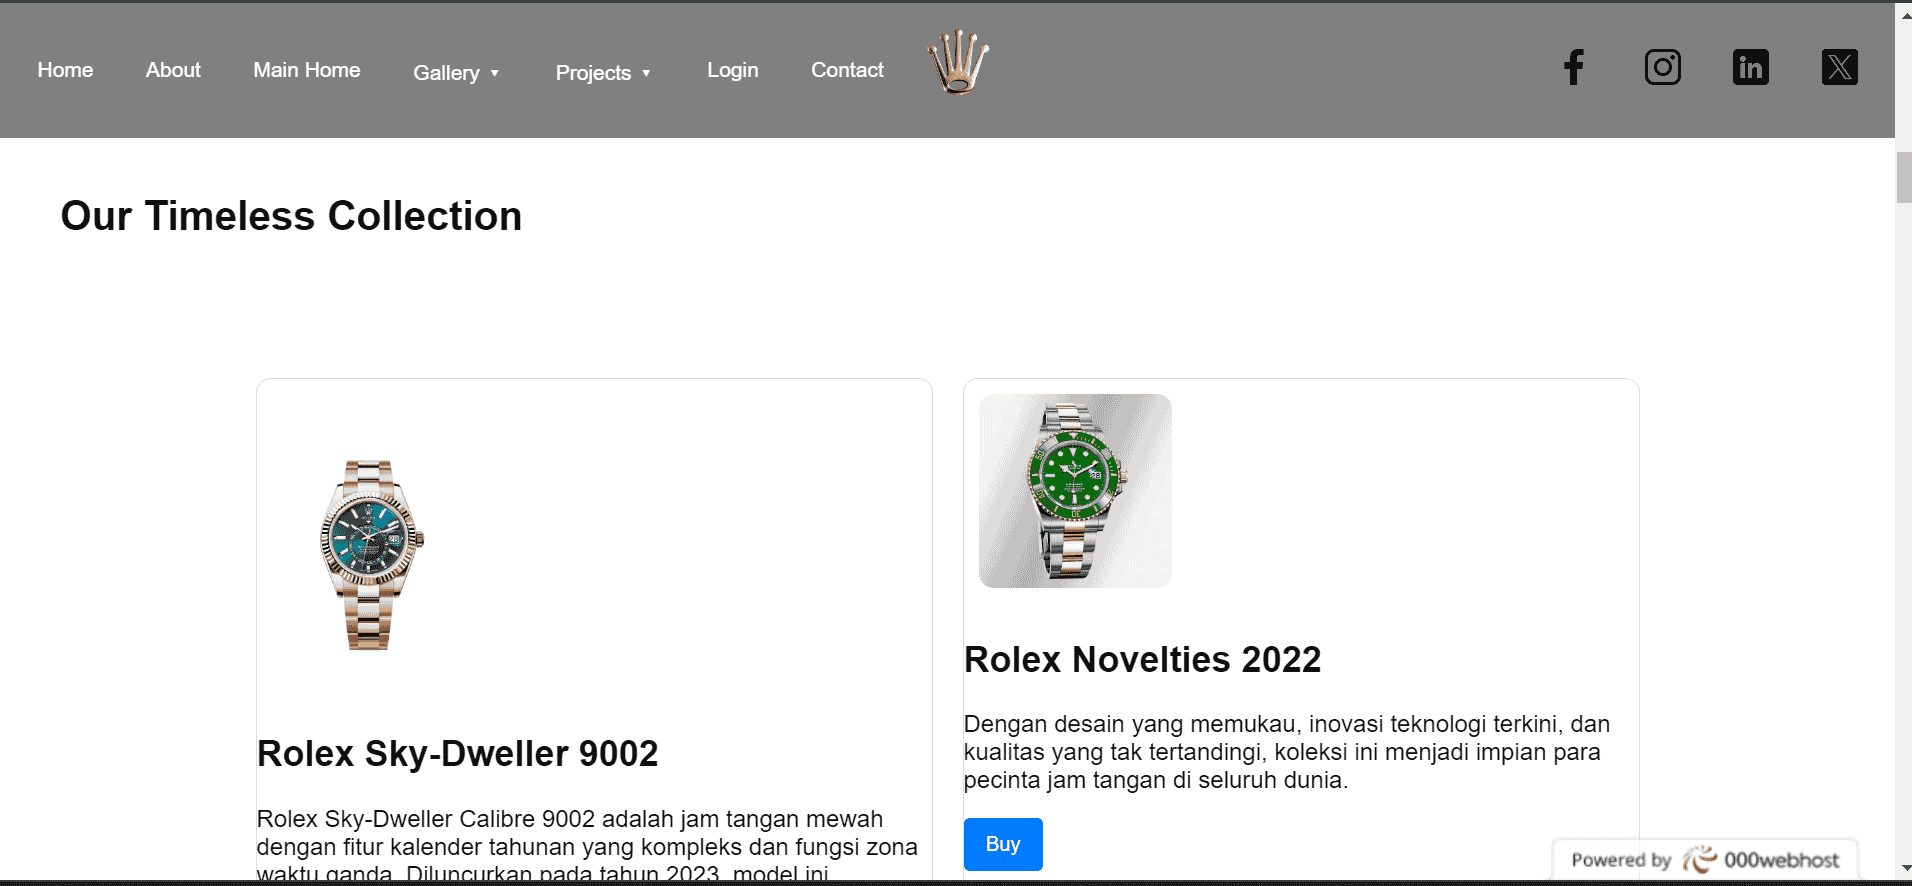 Home About Main Home Gallery ▼ Projects ▼ Login Contact
Our Timeless Collection
Rolex Sky-Dweller 9002
Rolex Sky-Dweller Calibre 9002 adalah jam tangan mewah
dengan fitur kalender tahunan yang kompleks dan fungsi zona
waktu ganda. Diluncurkan pada tahun 2023, model ini
Rolex Novelties 2022
Dengan desain yang memukau, inovasi teknologi terkini, dan
kualitas yang tak tertandingi, koleksi ini menjadi impian para
pecinta jam tangan di seluruh dunia.
Buy
Powered by 000webhost